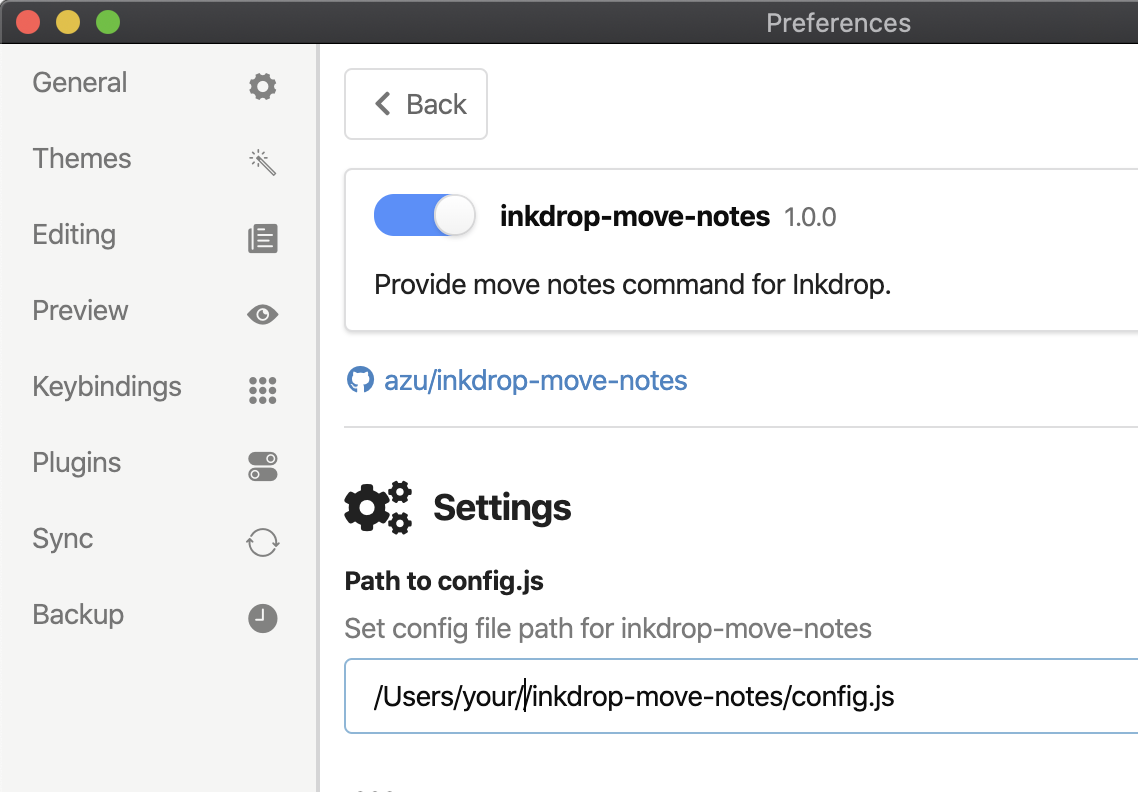 Preferences
General
Themes
Editing
Preview
Keybindings
Plugins
Sync
Backup
Back
inkdrop-move-notes 1.0.0
Provide move notes command for Inkdrop.
azu/inkdrop-move-notes
Settings
Path to config.js
Set config file path for inkdrop-move-notes
/Users/your//inkdrop-move-notes/config.js